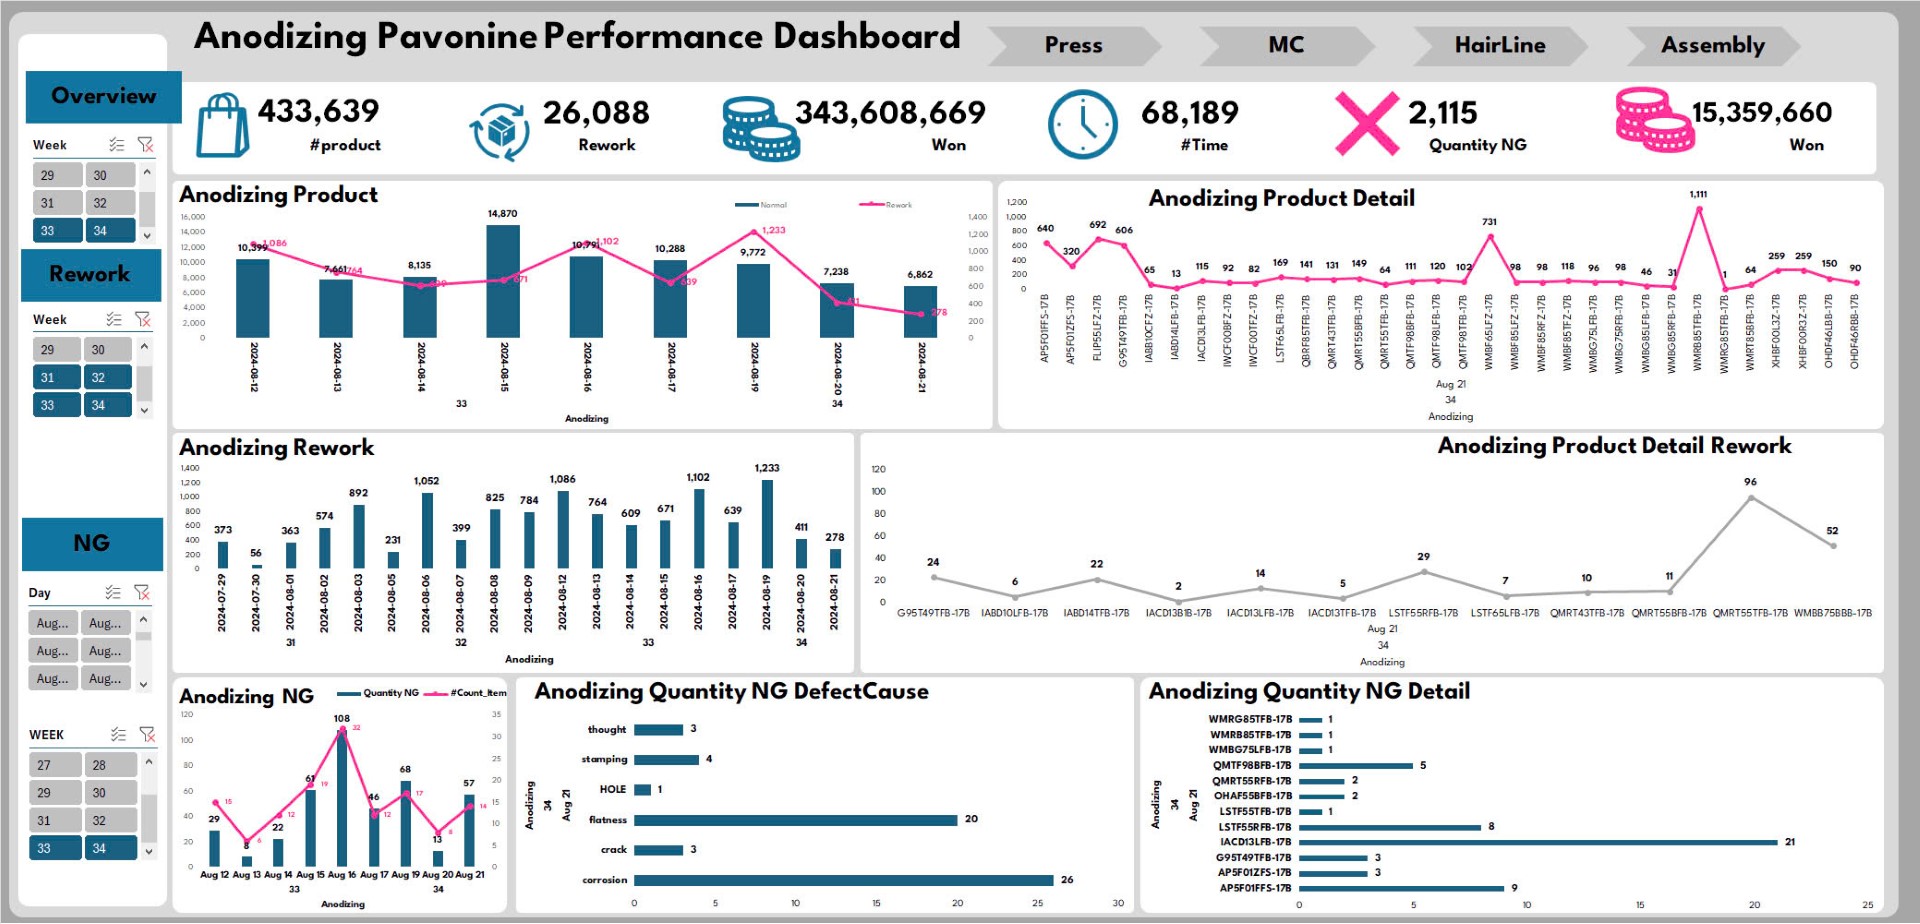 Anodizing Pavonine Performance Dashboard
Press
MC
HairLine
Assembly
Overview
Week
29 30
31 32
33 34
Rework
Week
29 30
31 32
33 34
NG
Day
Aug... Aug...
Aug... Aug...
Aug... Aug...
WEEK
27 28
29 30
31 32
33 34
433,639
#product
26,088
Rework
343,608,669
Won
68,189
#Time
2,115
Quantity NG
15,359,660
Won
Anodizing Product
Normal
Rework
16,000
14,000
12,000
10,000
8,000
6,000
4,000
2,000
0
1,400
1,200
1,000
800
600
400
200
0
10,399 7,661 8,135 14,870 10,791 10,288 9,772 7,238 6,862
1,086 764 609 671 1,102 639 1,233 411 278
2024-08-12 2024-08-13 2024-08-14 2024-08-15 2024-08-16 2024-08-17 2024-08-19 2024-08-20 2024-08-21
33 34
Anodizing
Anodizing Product Detail
1,200
1,000
800
600
400
200
0
640 320 692 606 65 13 115 92 82 169 141 131 149 64 111 120 102 731 98 98 118 96 98 46 31 1,111 1 64 259 259 150 90
AP5F01FFS-17B AP5F01ZFS-17B FLIP55LFZ-17B G95T49TFB-17B IABB10CFZ-17B IABD14LFB-17B IACD13LFB-17B IWCF00BFZ-17B IWCF00TFZ-17B LSTF65LFB-17B QBRF85TFB-17B QMRT43TFB-17B QMRT55BFB-17B QMRT55TFB-17B QMTF98BFB-17B QMTF98LFB-17B QMTF98TFB-17B WMBF65LFZ-17B WMBF85LFZ-17B WMBF85RFZ-17B WMBF85TFZ-17B WMBG75LFB-17B WMBG75RFB-17B WMBG85LFB-17B WMBG85RFB-17B WMRB85TFB-17B WMRG85TFB-17B WMRT85BFB-17B XHBF00L3Z-17B XHBF00R3Z-17B OHDF46LBB-17B OHDF46RBB-17B
Aug 21
34
Anodizing
Anodizing Rework
1,400
1,200
1,000
800
600
400
200
0
373 56 363 574 892 231 1,052 399 825 784 1,086 764 609 671 1,102 639 1,233 411 278
2024-07-29 2024-07-30 2024-08-01 2024-08-02 2024-08-03 2024-08-05 2024-08-06 2024-08-07 2024-08-08 2024-08-09 2024-08-12 2024-08-13 2024-08-14 2024-08-15 2024-08-16 2024-08-17 2024-08-19 2024-08-20 2024-08-21
31 32 33 34
Anodizing
Anodizing Product Detail Rework
120
100
80
60
40
20
0
24 6 22 2 14 5 29 7 10 11 96 52
G95T49TFB-17B IABD10LFB-17B IABD14TFB-17B IACD13B1B-17B IACD13LFB-17B IACD13TFB-17B LSTF55RFB-17B LSTF65LFB-17B QMRT43TFB-17B QMRT55BFB-17B QMRT55TFB-17B WMBB75BBB-17B
Aug 21
34
Anodizing
Anodizing NG
Quantity NG
#Count_Item
120
100
80
60
40
20
0
35
30
25
20
15
10
5
0
29 8 22 61 108 46 68 13 57
15 6 12 19 32 12 17 8 14
Aug 12 Aug 13 Aug 14 Aug 15 Aug 16 Aug 17 Aug 19 Aug 20 Aug 21
33 34
Anodizing
Anodizing Quantity NG DefectCause
Anodizing
34
Aug 21
thought 3
stamping 4
HOLE 1
flatness 20
crack 3
corrosion 26
0 5 10 15 20 25 30
Anodizing Quantity NG Detail
Anodizing
34
Aug 21
WMRG85TFB-17B 1
WMRB85TFB-17B 1
WMBG75LFB-17B 1
QMTF98BFB-17B 5
QMRT55RFB-17B 2
OHAF55BFB-17B 2
LSTF55TFB-17B 1
LSTF55RFB-17B 8
IACD13LFB-17B 21
G95T49TFB-17B 3
AP5F01ZFS-17B 3
AP5F01FFS-17B 9
0 5 10 15 20 25